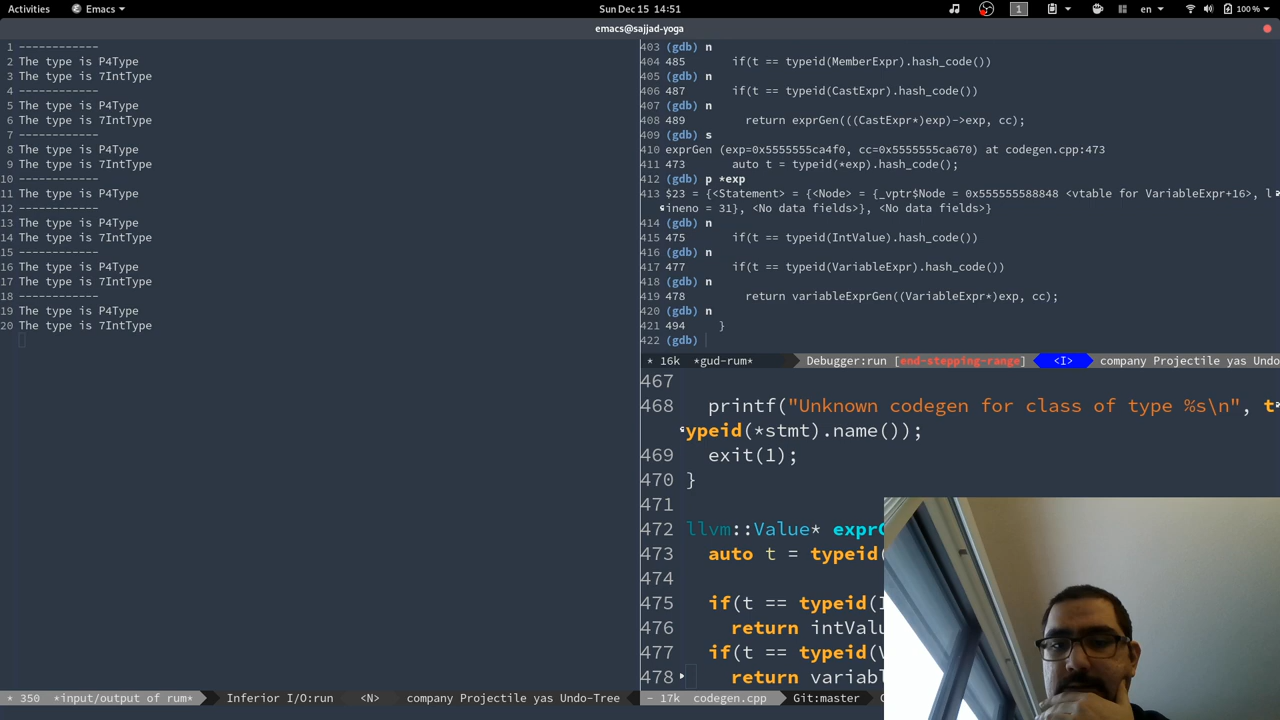 Activities Emacs Sun Dec 15 14:51 1 en 100 %
emacs@sajjad-yoga
1 ------------
2 The type is P4Type
3 The type is 7IntType
4 ------------
5 The type is P4Type
6 The type is 7IntType
7 ------------
8 The type is P4Type
9 The type is 7IntType
10 ------------
11 The type is P4Type
12 ------------
13 The type is P4Type
14 The type is 7IntType
15 ------------
16 The type is P4Type
17 The type is 7IntType
18 ------------
19 The type is P4Type
20 The type is 7IntType
* 350 *input/output of rum* Inferior I/O:run <N> company Projectile yas Undo-Tree
403 (gdb) n
404 485 if(t == typeid(MemberExpr).hash_code())
405 (gdb) n
406 487 if(t == typeid(CastExpr).hash_code())
407 (gdb) n
408 489 return exprGen(((CastExpr*)exp)->exp, cc);
409 (gdb) s
410 exprGen (exp=0x5555555ca4f0, cc=0x5555555ca670) at codegen.cpp:473
411 473 auto t = typeid(*exp).hash_code();
412 (gdb) p *exp
413 $23 = {<Statement> = {<Node> = {_vptr$Node = 0x555555588848 <vtable for VariableExpr+16>, l
ineno = 31}, <No data fields>}, <No data fields>}
414 (gdb) n
415 475 if(t == typeid(IntValue).hash_code())
416 (gdb) n
417 477 if(t == typeid(VariableExpr).hash_code())
418 (gdb) n
419 478 return variableExprGen((VariableExpr*)exp, cc);
420 (gdb) n
421 494 }
422 (gdb)
* 16k *gud-rum* Debugger:run [end-stepping-range] <I> company Projectile yas Undo
467
468 printf("Unknown codegen for class of type %s\n", t
ypeid(*stmt).name());
469 exit(1);
470 }
471
472 llvm::Value* exprG
473 auto t = typeid(
474
475 if(t == typeid(I
476 return intValu
477 if(t == typeid(V
478 return variabl
- 17k codegen.cpp Git:master